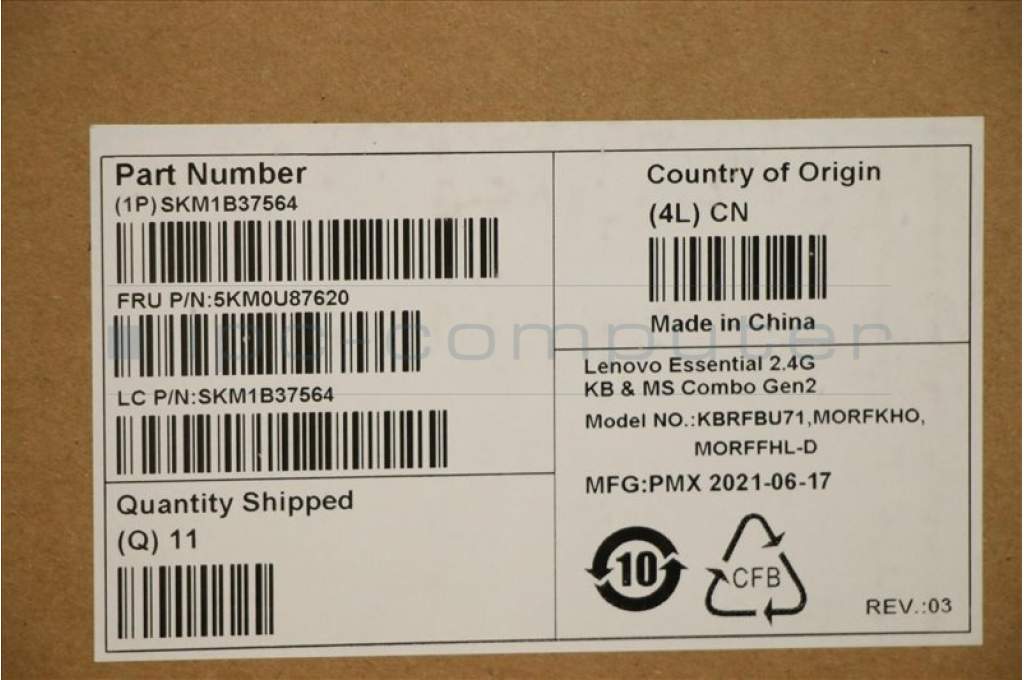 Part Number
(1P) SKM1B37564
FRU P/N:5KM0U87620
LC P/N:SKM1B37564
Quantity Shipped
(Q) 11
Country of Origin
(4L) CN
Made in China
Lenovo Essential 2.4G
KB & MS Combo Gen2
Model NO.:KBRFBU71,MORFKHO,
MORFFHL-D
MFG:PMX 2021-06-17
10
CFB
REV.:03
ipc-computer